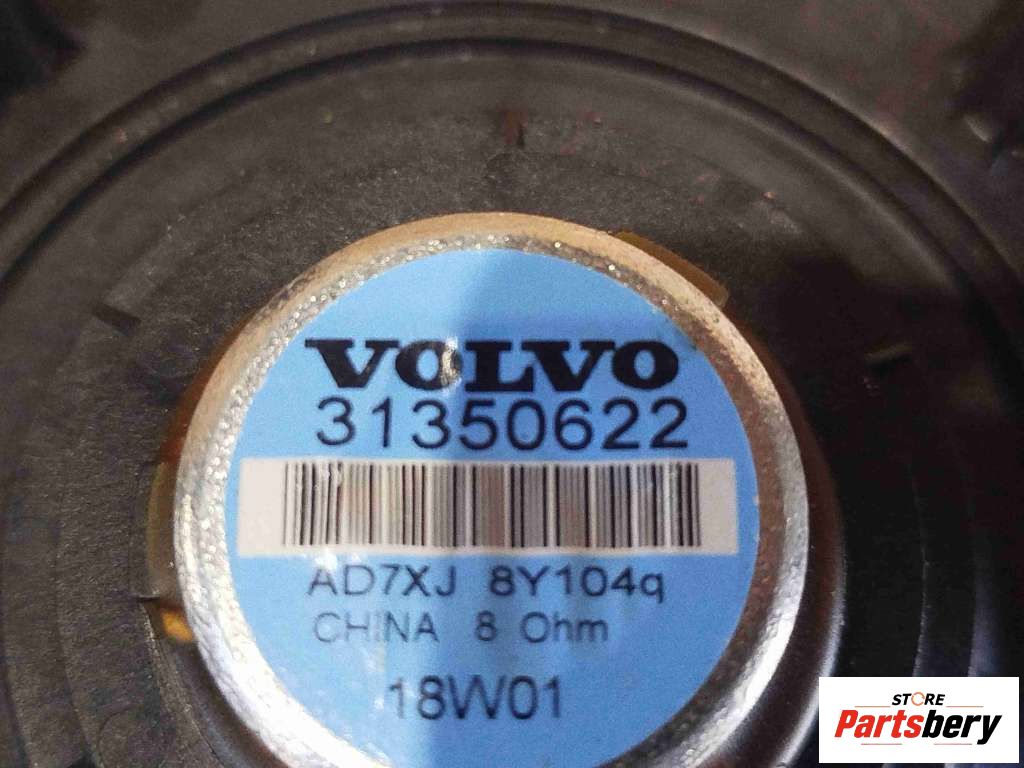 VOLVO
31350622
AD7XJ 8Y104q
CHINA 8 Ohm
18W01
STORE
Partsbery